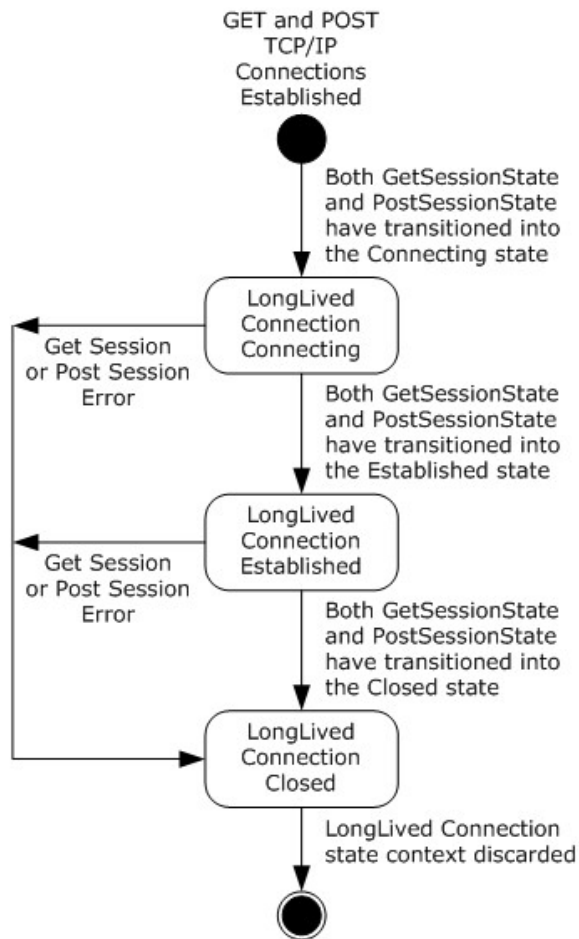 GET and POST
TCP/IP
Connections
Established
Both GetSessionState
and PostSessionState
have transitioned into
the Connecting state
LongLived
Connection
Connecting
Get Session
or Post Session
Error
Both GetSessionState
and PostSessionState
have transitioned into
the Established state
LongLived
Connection
Established
Get Session
or Post Session
Error
Both GetSessionState
and PostSessionState
have transitioned into
the Closed state
LongLived
Connection
Closed
LongLived Connection
state context discarded